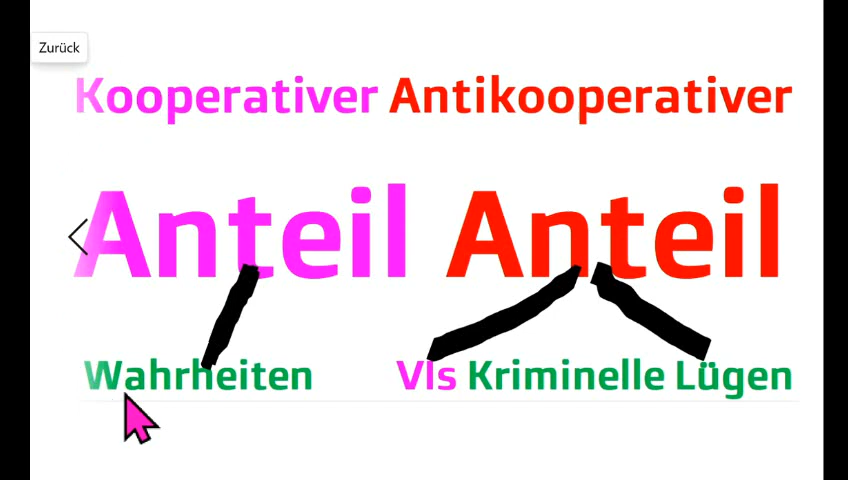 Zurück
Kooperativer Antikooperativer
Anteil Anteil
Wahrheiten Vls Kriminelle Lügen